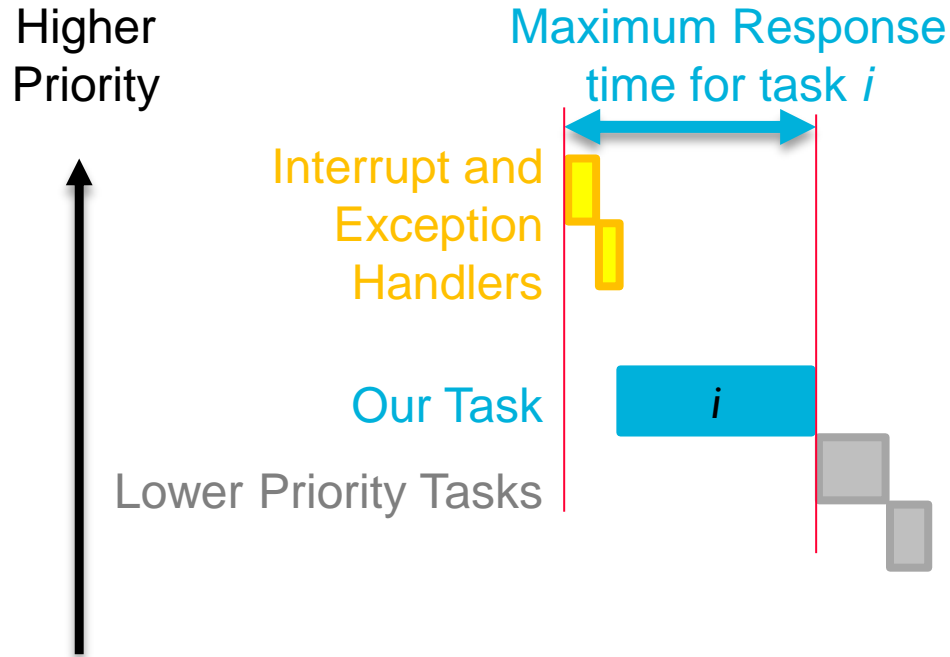 Higher
Priority
Maximum Response
time for task i
Interrupt and
Exception
Handlers
Our Task
i
Lower Priority Tasks